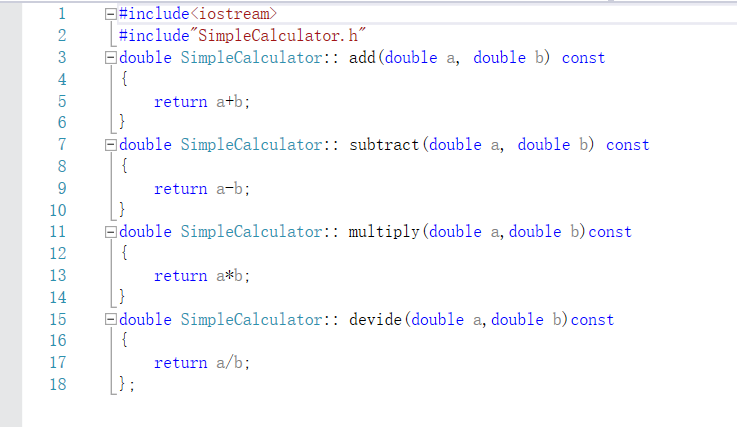 1 #include<iostream>
2 #include"SimpleCalculator.h"
3 double SimpleCalculator:: add(double a, double b) const
4 {
5 return a+b;
6 }
7 double SimpleCalculator:: subtract(double a, double b) const
8 {
9 return a-b;
10 }
11 double SimpleCalculator:: multiply(double a,double b)const
12 {
13 return a*b;
14 }
15 double SimpleCalculator:: devide(double a,double b)const
16 {
17 return a/b;
18 };